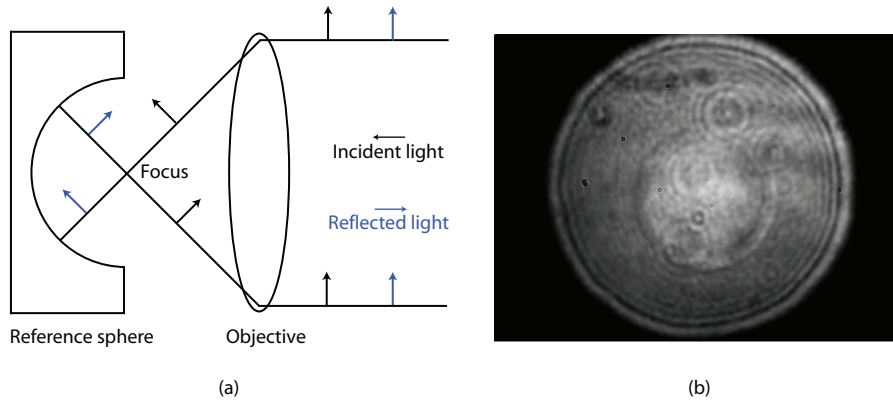 Focus
Incident light
Reflected light
Reference sphere
Objective
(a)
(b)